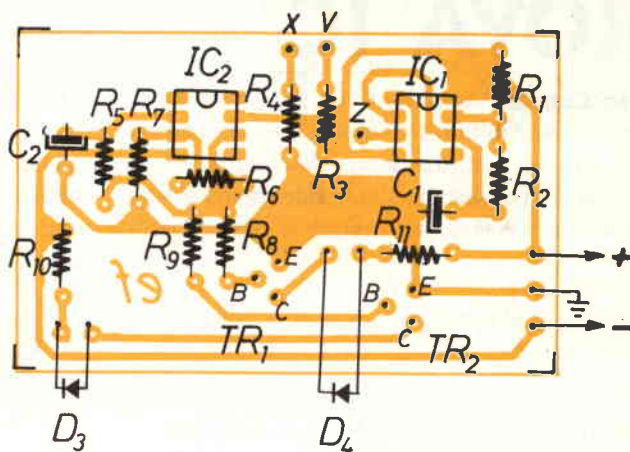 X V
IC2 IC1
R5 R7 R4 R1
C2 Z
R6 R3 C1 R2
R11
R10 R9 R8 E
ef B C B E
C
TR1 TR2
+
−
D3 D4